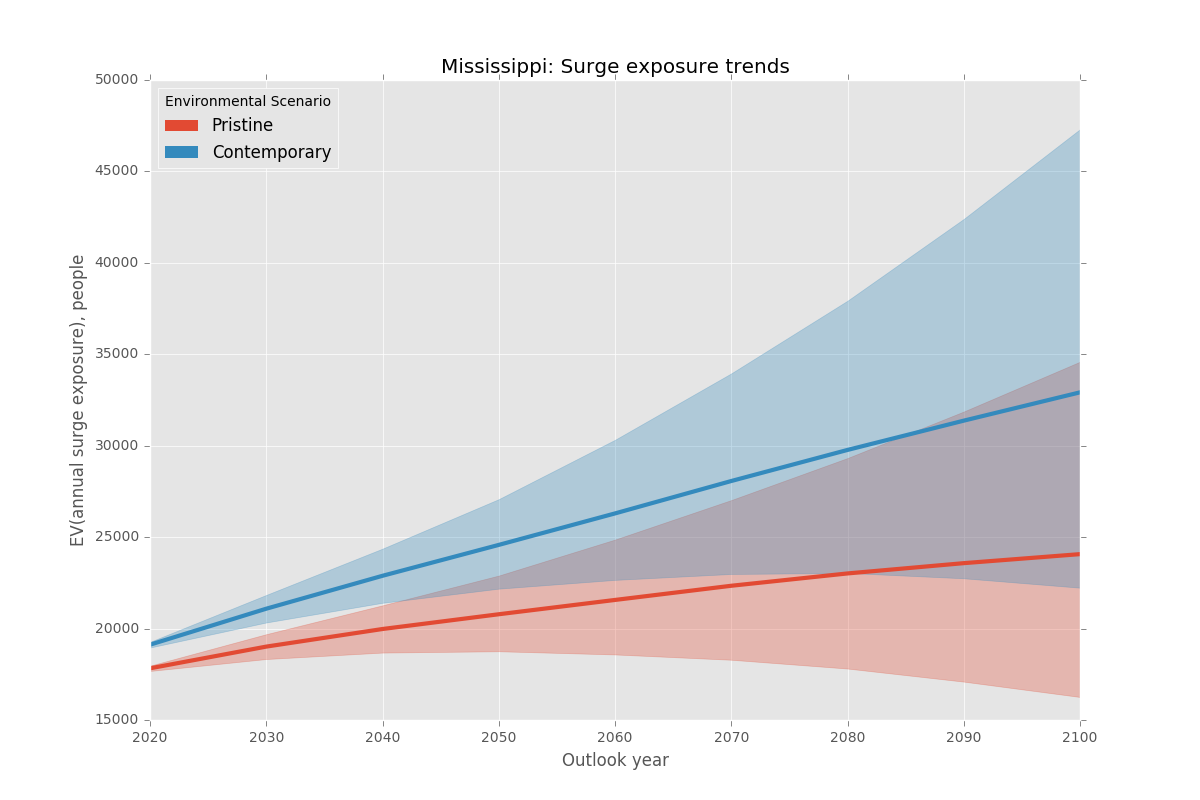 Mississippi: Surge exposure trends
Environmental Scenario
Pristine
Contemporary
EV(annual surge exposure), people
50000
45000
40000
35000
30000
25000
20000
15000
2020 2030 2040 2050 2060 2070 2080 2090 2100
Outlook year